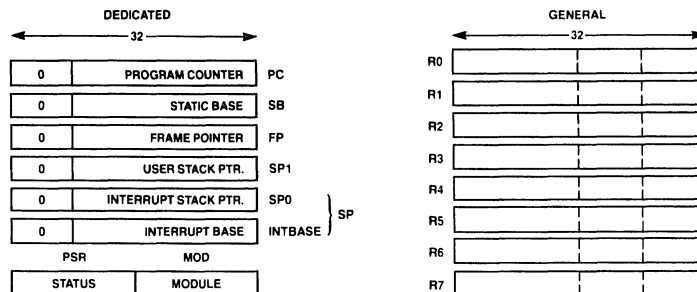 DEDICATED
32
0 PROGRAM COUNTER PC
0 STATIC BASE SB
0 FRAME POINTER FP
0 USER STACK PTR. SP1
0 INTERRUPT STACK PTR. SP0
SP
0 INTERRUPT BASE INTBASE
PSR MOD
STATUS MODULE
GENERAL
32
R0
R1
R2
R3
R4
R5
R6
R7